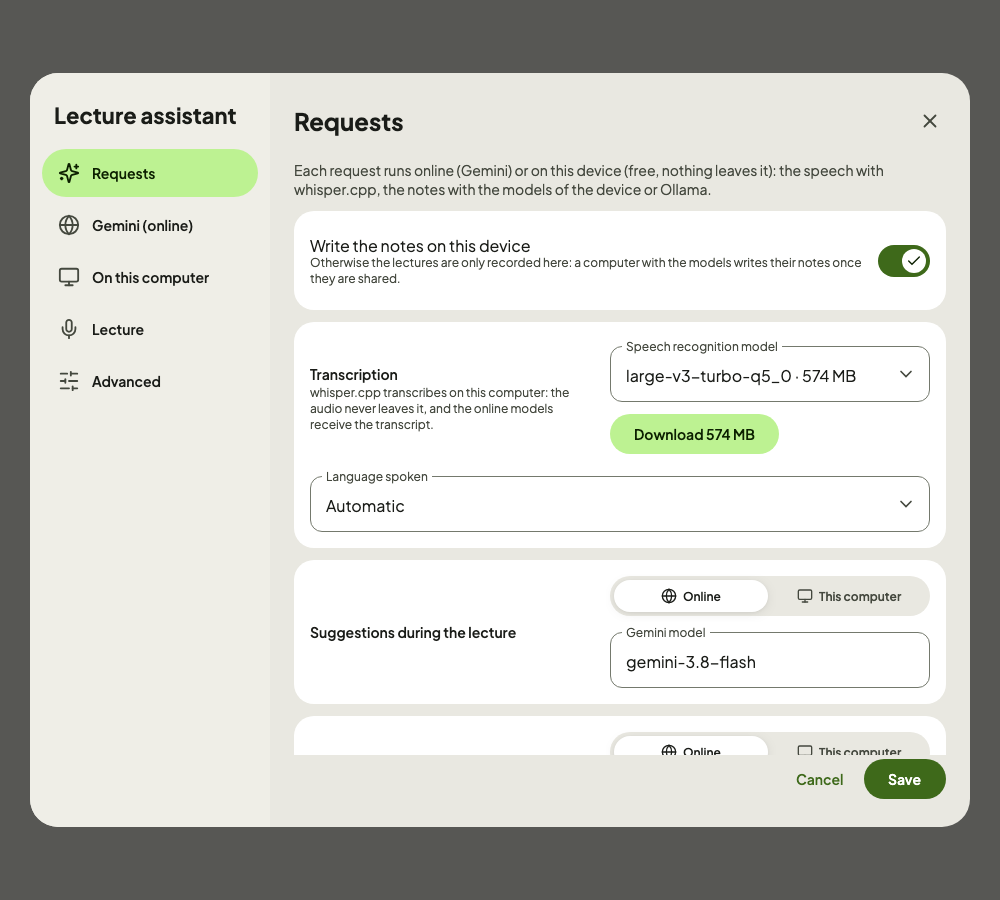 Lecture assistant
Requests
Gemini (online)
On this computer
Lecture
Advanced
Requests
Each request runs online (Gemini) or on this device (free, nothing leaves it): the speech with
whisper.cpp, the notes with the models of the device or Ollama.
Write the notes on this device
Otherwise the lectures are only recorded here: a computer with the models writes their notes once
they are shared.
Transcription
whisper.cpp transcribes on this computer: the
audio never leaves it, and the online models
receive the transcript.
Speech recognition model
large-v3-turbo-q5_0 · 574 MB
Download 574 MB
Language spoken
Automatic
Suggestions during the lecture
Online
This computer
Gemini model
gemini-3.8-flash
Online
This computer
Cancel
Save